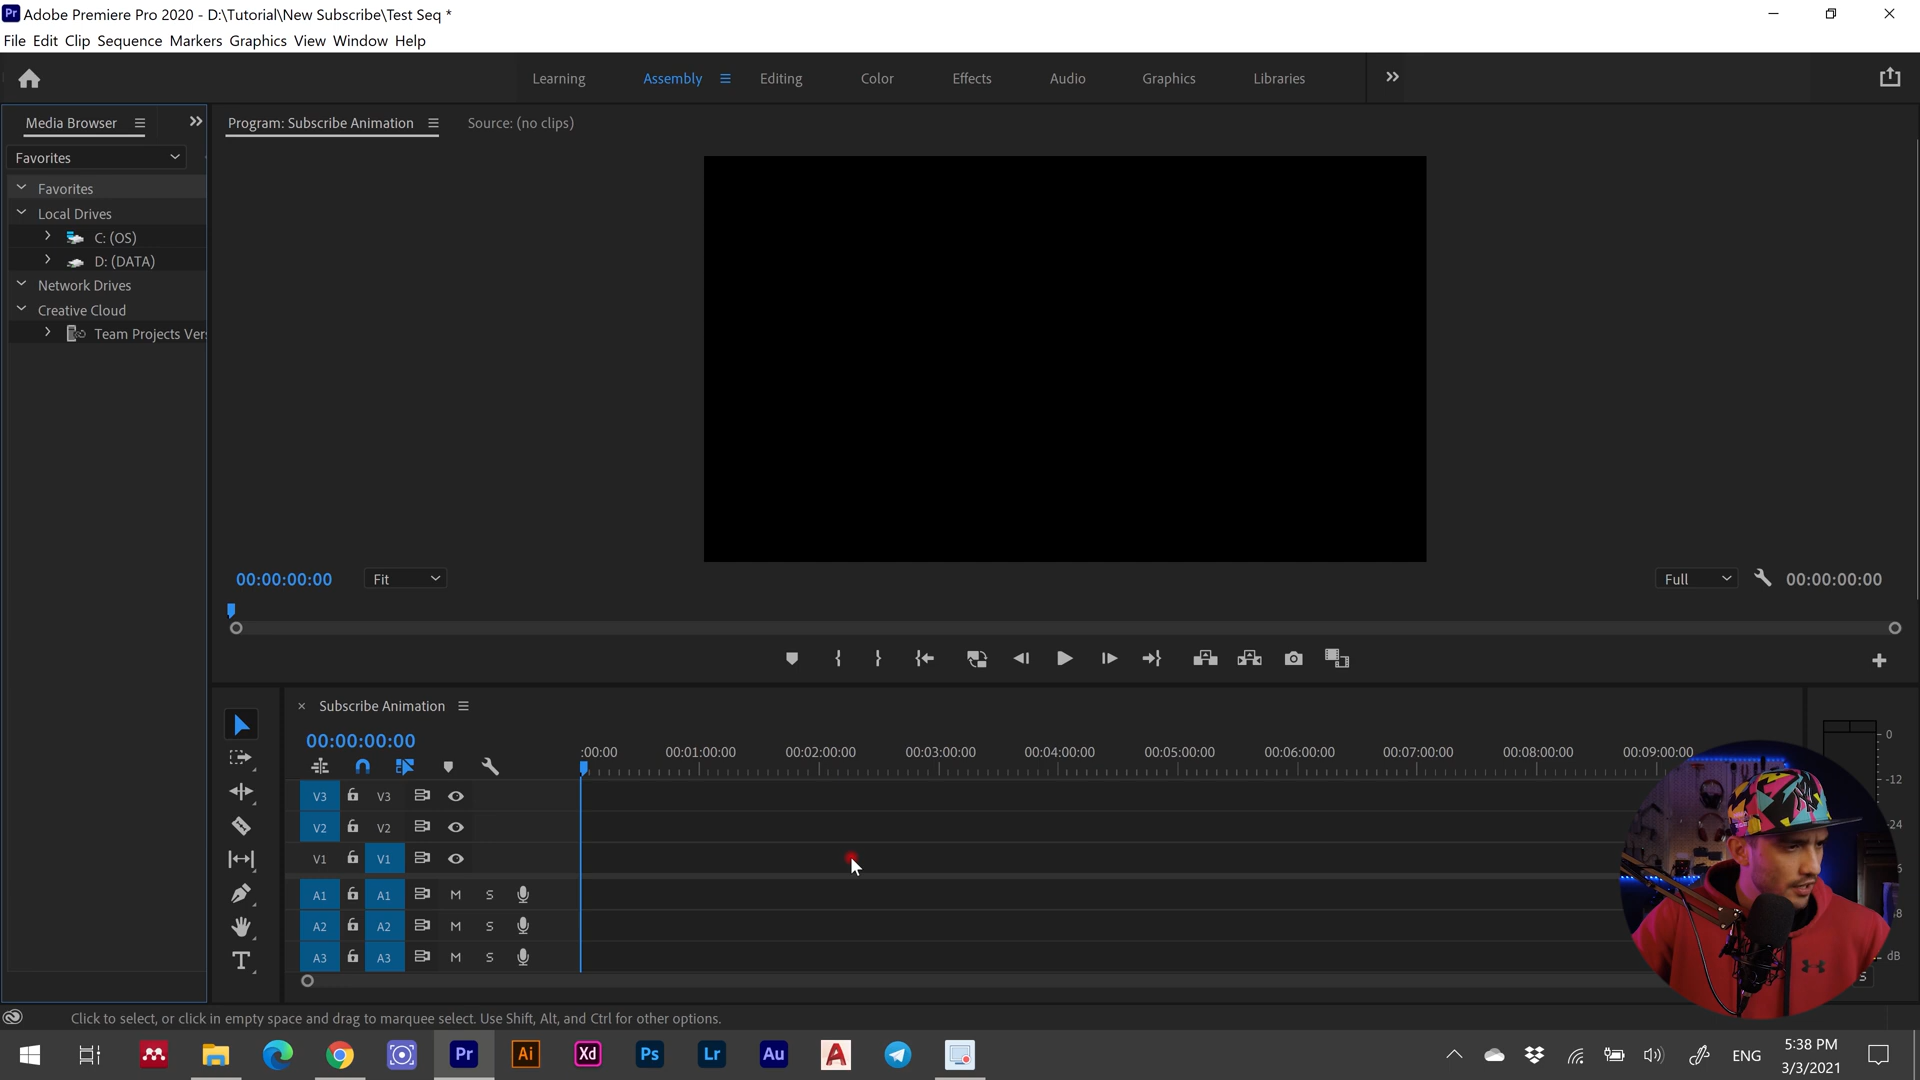 Pr Adobe Premiere Pro 2020 - D:\Tutorial\New Subscribe\Test Seq *
File Edit Clip Sequence Markers Graphics View Window Help
Learning Assembly Editing Color Effects Audio Graphics Libraries
Media Browser
Program: Subscribe Animation Source: (no clips)
Favorites
Favorites
Local Drives
C: (OS)
D: (DATA)
Network Drives
Creative Cloud
Team Projects Ver
00:00:00:00 Fit Full 00:00:00:00
Subscribe Animation
00:00:00:00
:00:00 00:01:00:00 00:02:00:00 00:03:00:00 00:04:00:00 00:05:00:00 00:06:00:00 00:07:00:00 00:08:00:00 00:09:00:00
V3 V3
V2 V2
V1 V1
A1 A1 M S
A2 A2 M S
A3 A3 M S
0
-12
-24
dB
S
Click to select, or click in empty space and drag to marquee select. Use Shift, Alt, and Ctrl for other options.
Pr Ai Xd Ps Lr Au A
ENG
5:38 PM
3/3/2021